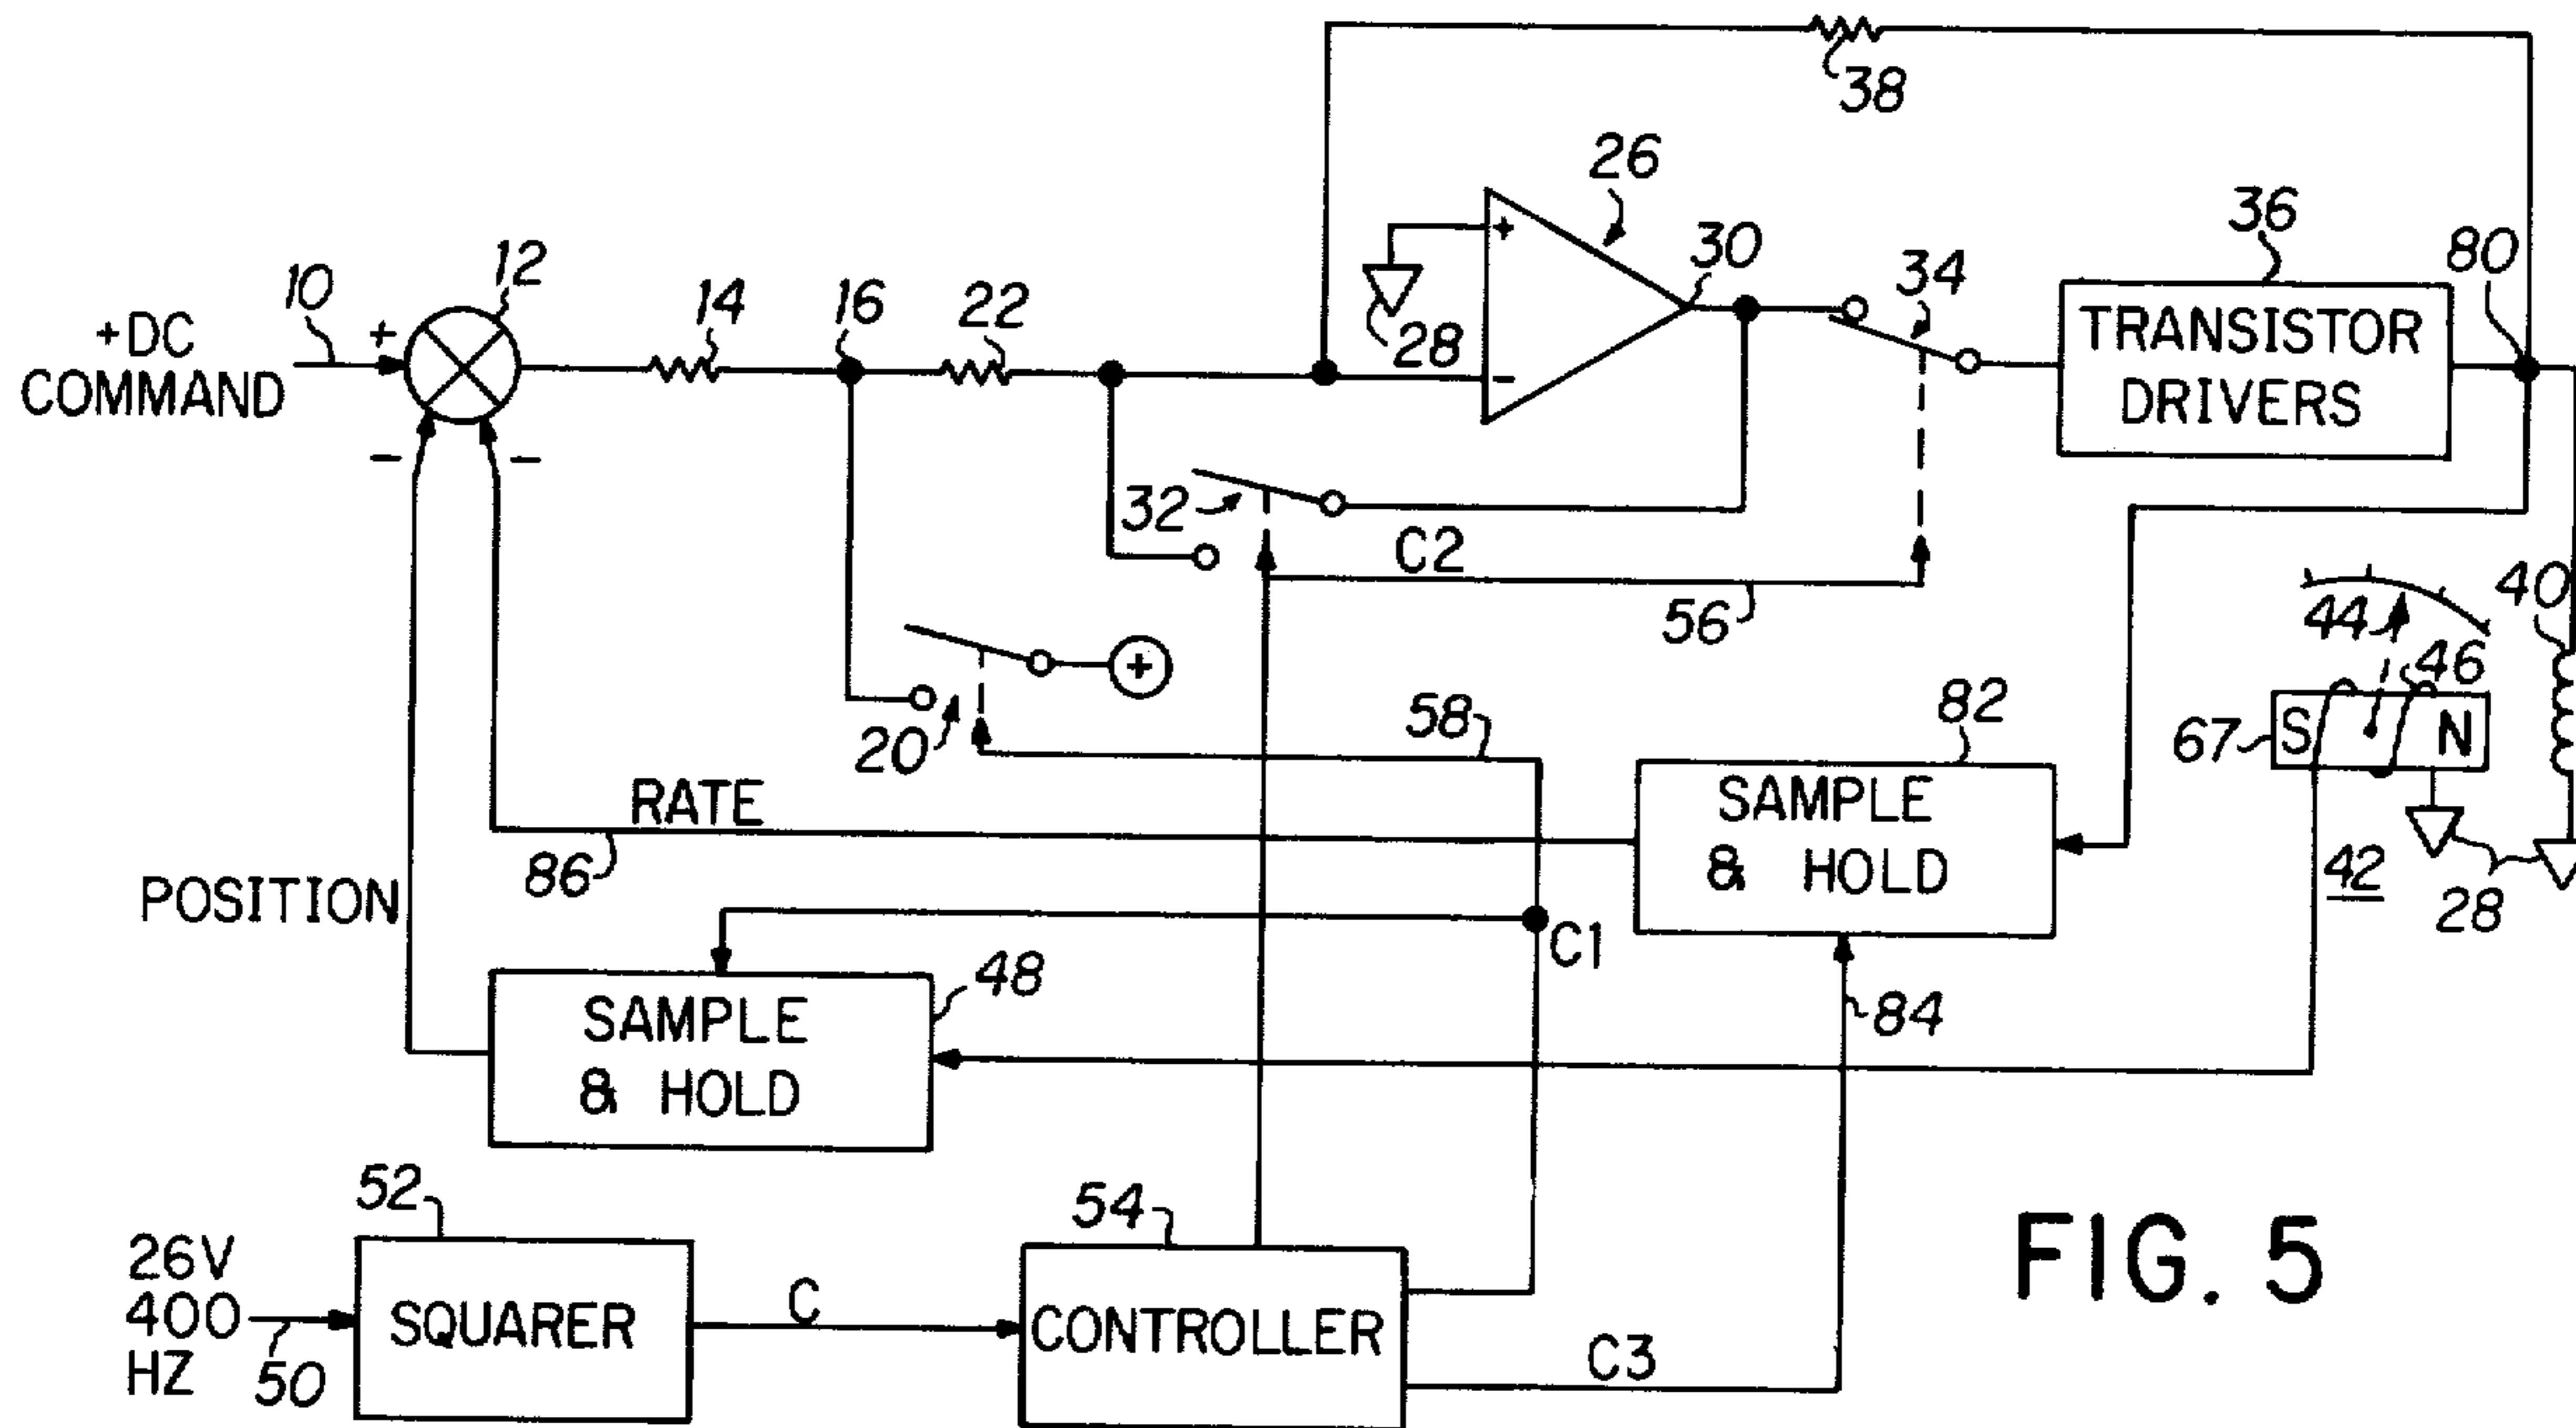 38
26
30
34
36
80
TRANSISTOR
DRIVERS
10
12
14
16
22
28
+DC
COMMAND
+
-
-
+
-
32
C2
56
44
40
46
20
+
58
82
67
S
N
RATE
86
SAMPLE
& HOLD
42
28
POSITION
C1
48
SAMPLE
& HOLD
84
52
54
26V
400
HZ
50
SQUARER
C
CONTROLLER
C3
FIG. 5